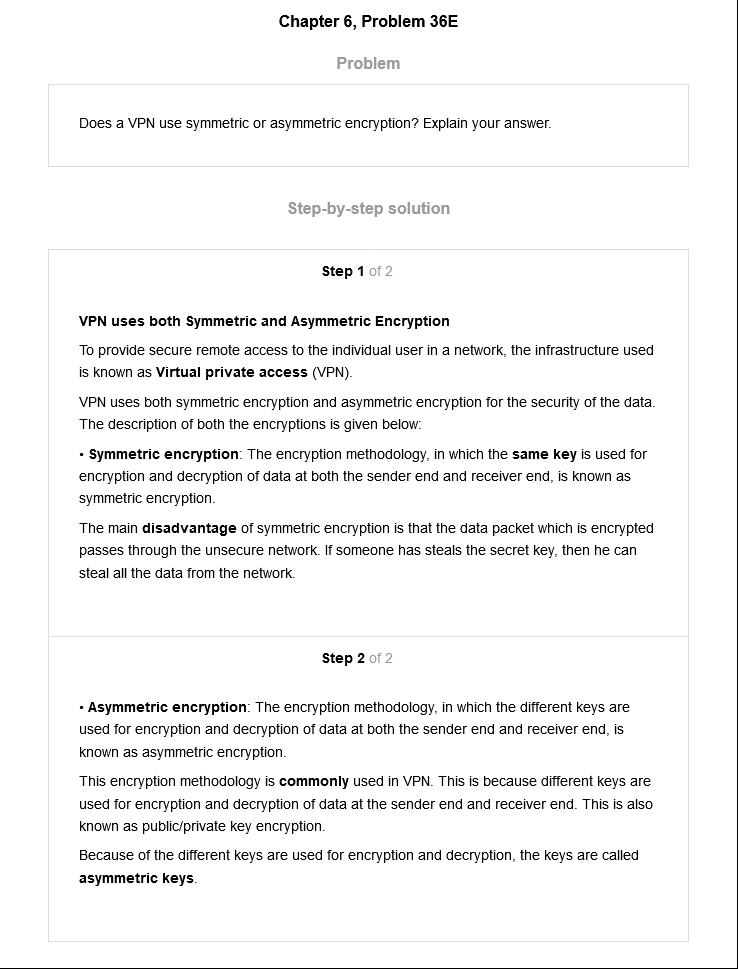 Chapter 6, Problem 36E
Problem
Does a VPN use symmetric or asymmetric encryption? Explain your answer.
Step-by-step solution
Step 1 of 2
VPN uses both Symmetric and Asymmetric Encryption
To provide secure remote access to the individual user in a network, the infrastructure used
is known as Virtual private access (VPN).
VPN uses both symmetric encryption and asymmetric encryption for the security of the data.
The description of both the encryptions is given below:
• Symmetric encryption: The encryption methodology, in which the same key is used for
encryption and decryption of data at both the sender end and receiver end, is known as
symmetric encryption.
The main disadvantage of symmetric encryption is that the data packet which is encrypted
passes through the unsecure network. If someone has steals the secret key, then he can
steal all the data from the network.
Step 2 of 2
• Asymmetric encryption: The encryption methodology, in which the different keys are
used for encryption and decryption of data at both the sender end and receiver end, is
known as asymmetric encryption.
This encryption methodology is commonly used in VPN. This is because different keys are
used for encryption and decryption of data at the sender end and receiver end. This is also
known as public/private key encryption.
Because of the different keys are used for encryption and decryption, the keys are called
asymmetric keys.